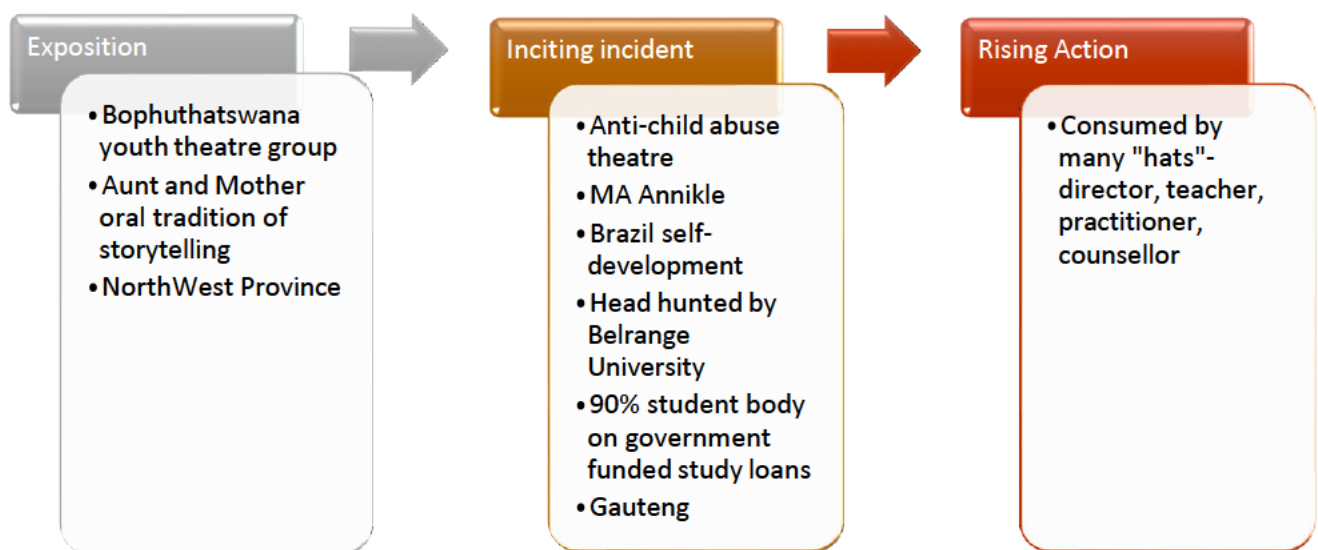 Exposition
• Bophuthatswana
youth theatre group
• Aunt and Mother
oral tradition of
storytelling
• NorthWest Province
Inciting incident
• Anti-child abuse
theatre
• MA Annikle
• Brazil self-
development
• Head hunted by
Belrange
University
• 90% student body
on government
funded study loans
• Gauteng
Rising Action
• Consumed by
many "hats"-
director, teacher,
practitioner,
counsellor